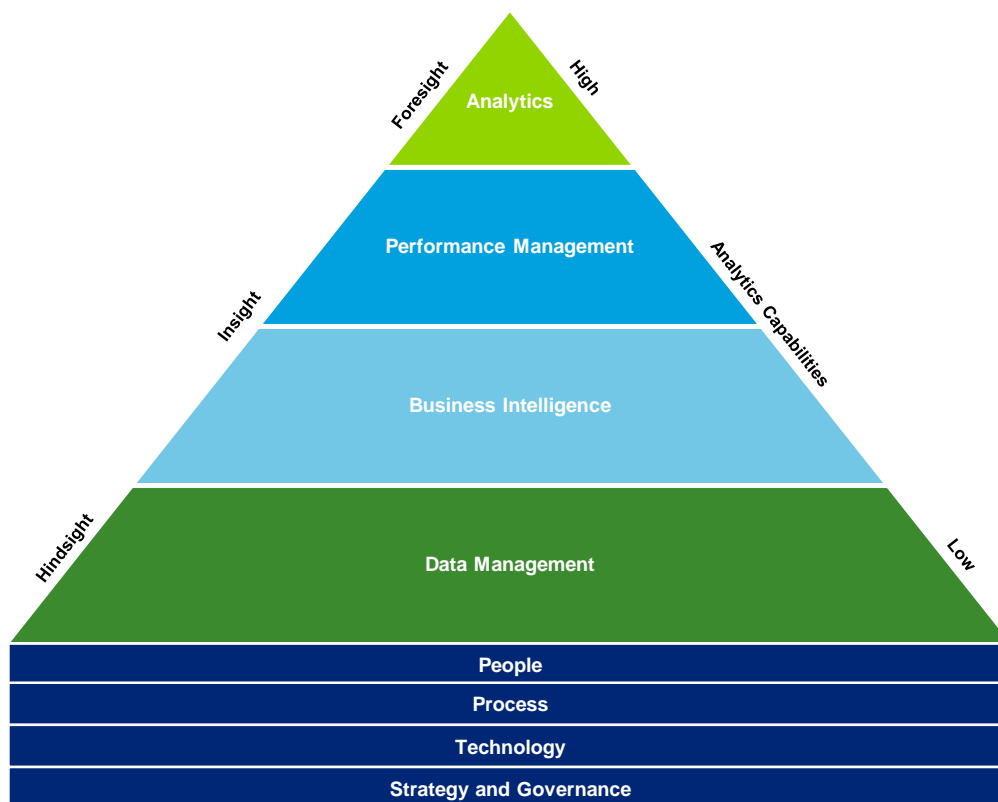 Foresight
High
Analytics
Performance Management
Insight
Analytics Capabilities
Business Intelligence
Hindsight
Low
Data Management
People
Process
Technology
Strategy and Governance